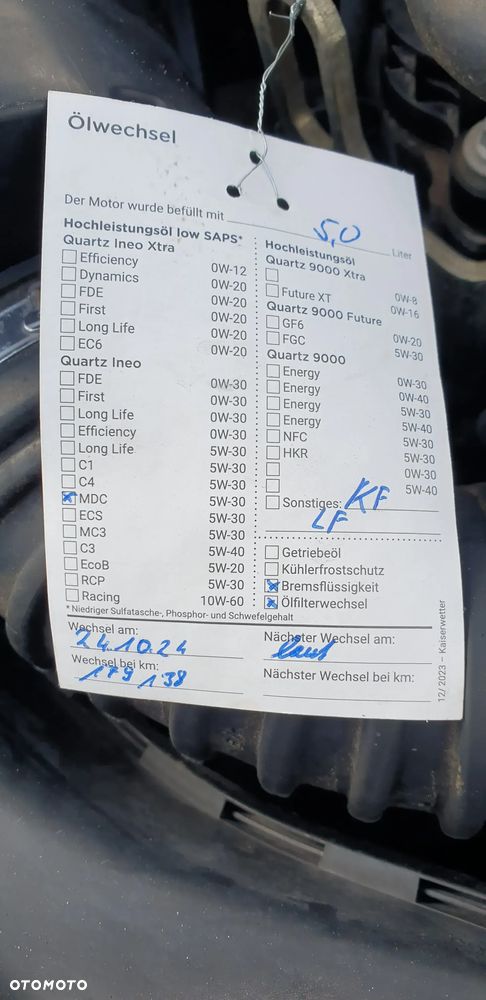 Ölwechsel
Der Motor wurde befüllt mit 5,0 Liter
Hochleistungsöl low SAPS*
Quartz Ineo Xtra
Efficiency 0W-12
Dynamics 0W-20
FDE 0W-20
First 0W-20
Long Life 0W-20
EC6 0W-20
Quartz Ineo
FDE 0W-30
First 0W-30
Long Life 0W-30
Efficiency 0W-30
Long Life 5W-30
C1 5W-30
C4 5W-30
MDC 5W-30
ECS 5W-30
MC3 5W-30
C3 5W-40
EcoB 5W-20
RCP 5W-30
Racing 10W-60
* Niedriger Sulfatasche-, Phosphor- und Schwefelgehalt
Hochleistungsöl
Quartz 9000 Xtra
0W-8
Future XT 0W-16
Quartz 9000 Future
GF6 0W-20
FGC 5W-30
Quartz 9000
Energy 0W-30
Energy 0W-40
Energy 5W-30
Energy 5W-40
NFC 5W-30
HKR 5W-30
0W-30
5W-40
Sonstiges: KF
LF
Getriebeöl
Kühlerfrostschutz
Bremsflüssigkeit
Ölfilterwechsel
Wechsel am:
24.10.24
Nächster Wechsel am:
laut
Wechsel bei km:
179 138
Nächster Wechsel bei km:
12/2023 – Kaiserwetter
OTOMOTO